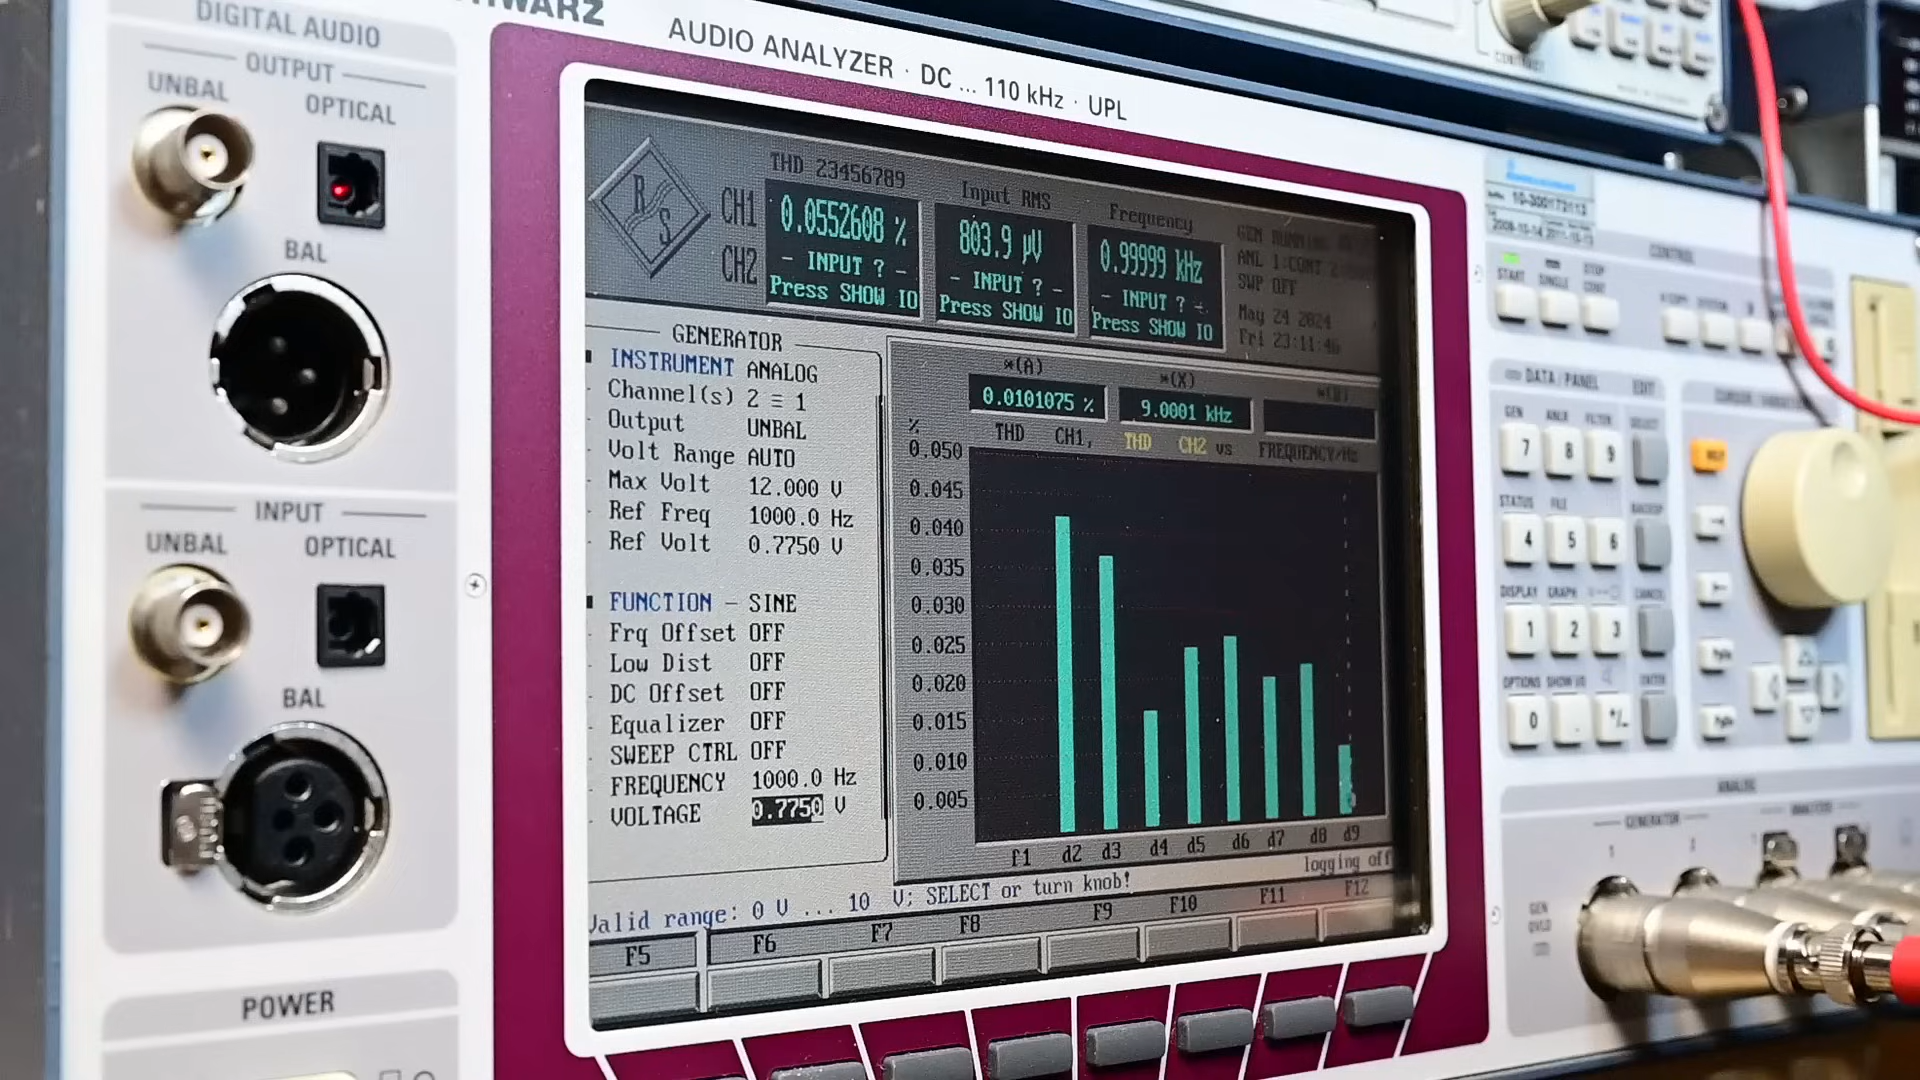 DIGITAL AUDIO
OUTPUT
UNBAL
OPTICAL
BAL
INPUT
UNBAL
OPTICAL
BAL
POWER
AUDIO ANALYZER · DC ... 110 kHz · UPL
R
S
THD 23456789
Input RMS
Frequency
CH1
0.0552608 %
803.9 µV
0.99999 kHz
CH2
- INPUT ? -
Press SHOW IO
- INPUT ? -
Press SHOW IO
- INPUT ? -
Press SHOW IO
SWP OFF
May 24 2024
Fri 23:11:46
GENERATOR
INSTRUMENT ANALOG
Channel(s) 2 ≡ 1
Output UNBAL
Volt Range AUTO
Max Volt 12.000 V
Ref Freq 1000.0 Hz
Ref Volt 0.7750 V
FUNCTION - SINE
Frq Offset OFF
Low Dist OFF
DC Offset OFF
Equalizer OFF
SWEEP CTRL OFF
FREQUENCY 1000.0 Hz
VOLTAGE 0.7750 V
*(A)
*(X)
0.0101075 %
9.0001 kHz
THD CH1, THD CH2 vs FREQUENCY/Hz
%
0.050
0.045
0.040
0.035
0.030
0.025
0.020
0.015
0.010
0.005
f1 d2 d3 d4 d5 d6 d7 d8 d9
logging off
Valid range: 0 V ... 10 V; SELECT or turn knob!
F5 F6 F7 F8 F9 F10 F11 F12
CONTROL
START
SINGLE
STOP
CONT
DATA / PANEL
EDIT
GEN
ANLR
FILTER
7 8 9
STATUS
FILE
4 5 6
DISPLAY
GRAPH
1 2 3
OPTIONS
SHOW I/O
0 . +/-
GENERATOR
ANALYZER
1 2
GEN
OVLD